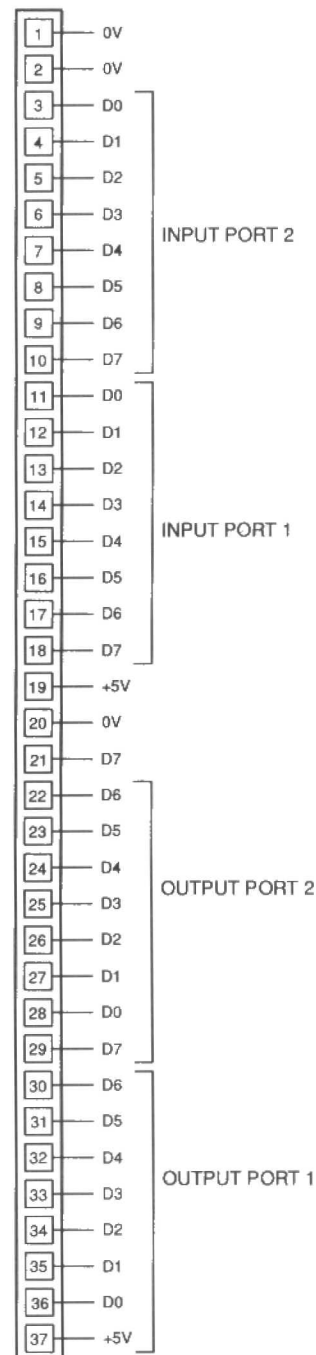 1 0V
2 0V
3 D0
4 D1
5 D2
6 D3
7 D4
INPUT PORT 2
8 D5
9 D6
10 D7
11 D0
12 D1
13 D2
14 D3
15 D4
INPUT PORT 1
16 D5
17 D6
18 D7
19 +5V
20 0V
21 D7
22 D6
23 D5
24 D4
25 D3
OUTPUT PORT 2
26 D2
27 D1
28 D0
29 D7
30 D6
31 D5
32 D4
33 D3
OUTPUT PORT 1
34 D2
35 D1
36 D0
37 +5V